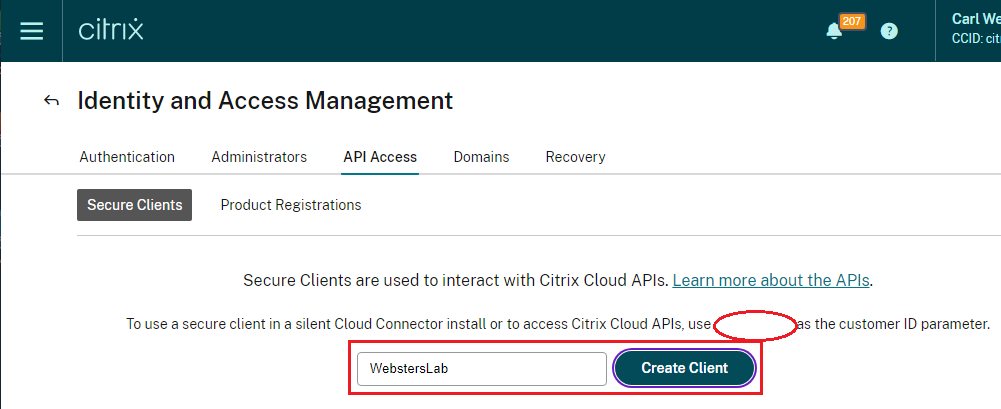 citrix
207
?
Carl We
CCID: cit
Identity and Access Management
Authentication Administrators API Access Domains Recovery
Secure Clients Product Registrations
Secure Clients are used to interact with Citrix Cloud APIs. Learn more about the APIs.
To use a secure client in a silent Cloud Connector install or to access Citrix Cloud APIs, use as the customer ID parameter.
WebstersLab Create Client